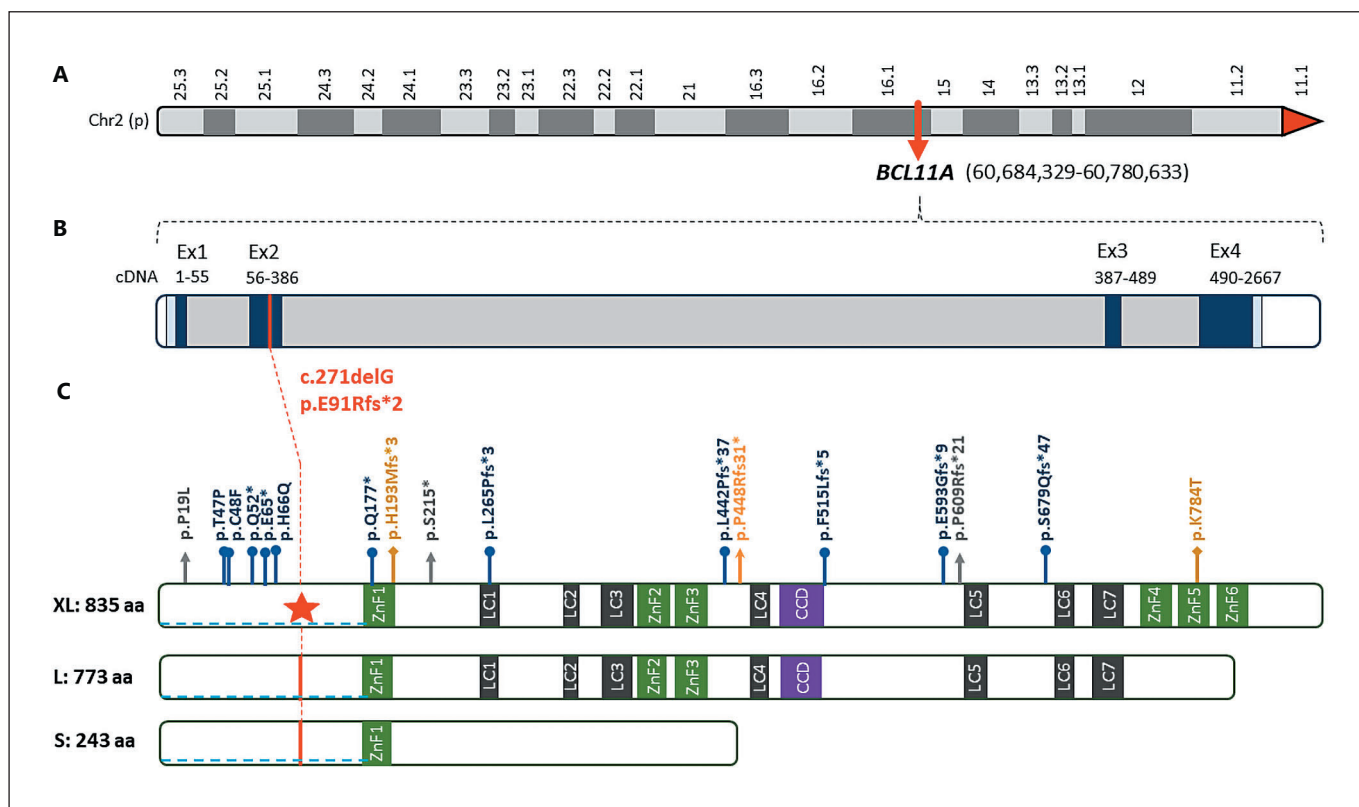 A
25.3 25.2 25.1 24.3 24.2 24.1 23.3 23.2 23.1 22.3 22.2 22.1 21 16.3 16.2 16.1 15 14 13.3 13.2 13.1 12 11.2 11.1
Chr2 (p)
BCL11A (60,684,329-60,780,633)
B
Ex1 Ex2 Ex3 Ex4
cDNA 1-55 56-386 387-489 490-2667
c.271delG
p.E91Rfs*2
C
p.P19L p.T47P p.C48F p.Q52* p.E65* p.H66Q p.Q177* p.H193Mfs*3 p.S215* p.L265Pfs*3 p.L442Pfs*37 p.P448Rfs31* p.F515Lfs*5 p.E593Gfs*9 p.P609Rfs*21 p.S679Qfs*47 p.K784T
XL: 835 aa ZnF1 LC1 LC2 LC3 ZnF2 ZnF3 LC4 CCD LC5 LC6 LC7 ZnF4 ZnF5 ZnF6
L: 773 aa ZnF1 LC1 LC2 LC3 ZnF2 ZnF3 LC4 CCD LC5 LC6 LC7
S: 243 aa ZnF1